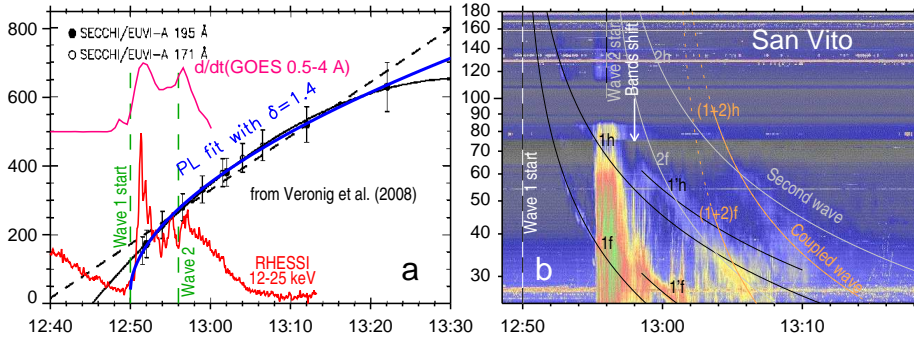 a
SECCHI/EUVI-A 195 Å
SECCHI/EUVI-A 171 Å
d/dt(GOES 0.5-4 A)
PL fit with δ=1.4
from Veronig et al. (2008)
Wave 1 start
Wave 2
RHESSI
12-25 keV
800
600
400
200
0
12:40
12:50
13:00
13:10
13:20
13:30
b
San Vito
Wave 1 start
Wave 2 start
Bands shift
2h
(1+2)h
1h
2f
1'h
(1+2)f
1f
1'f
Second wave
Coupled wave
180
160
140
120
100
80
70
60
50
40
30
12:50
13:00
13:10